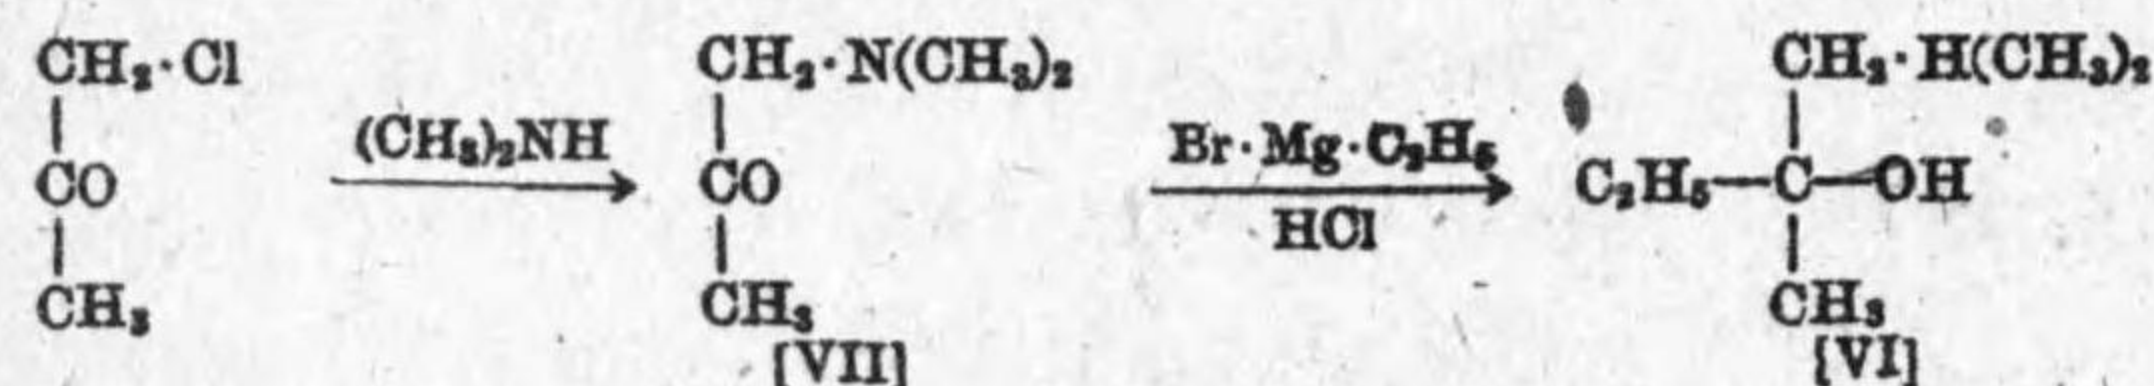 CH₂·Cl
CO
CH₃
(CH₃)₂NH
CH₂·N(CH₃)₂
CO
CH₃
[VII]
Br·Mg·C₂H₅
HCl
CH₂·H(CH₃)₂
C₂H₅—C—OH
CH₃
[VI]